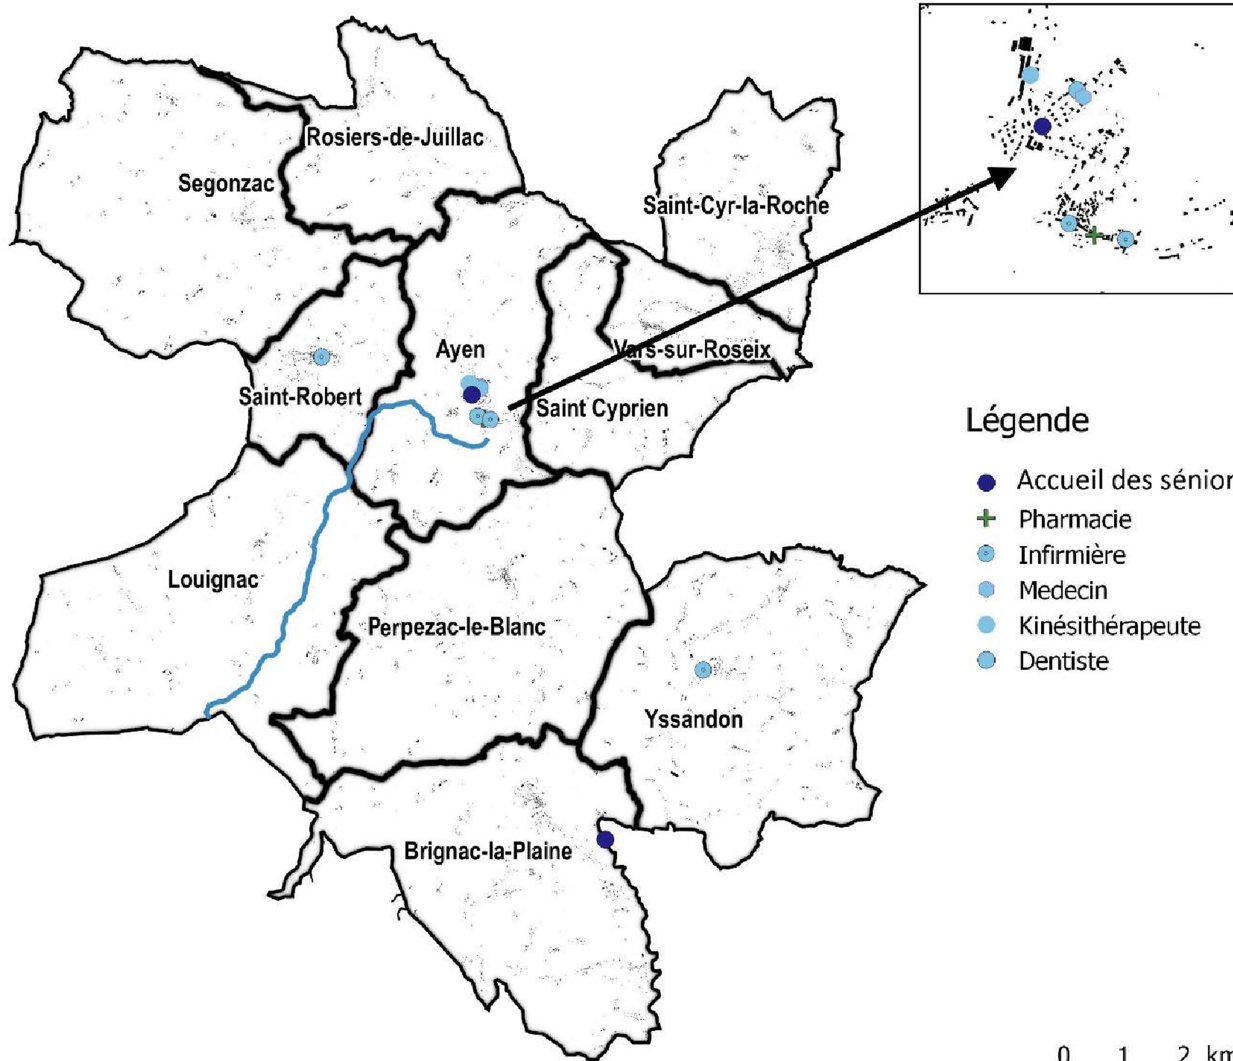 Rosiers-de-Juillac
Segonzac
Saint-Cyr-la-Roche
Ayen
Vars-sur-Roseix
Saint-Robert
Saint Cyprien
Légende
Accueil des sénior
Pharmacie
Infirmière
Medecin
Kinésithérapeute
Dentiste
Louignac
Perpezac-le-Blanc
Yssandon
Brignac-la-Plaine
0 1 2 km